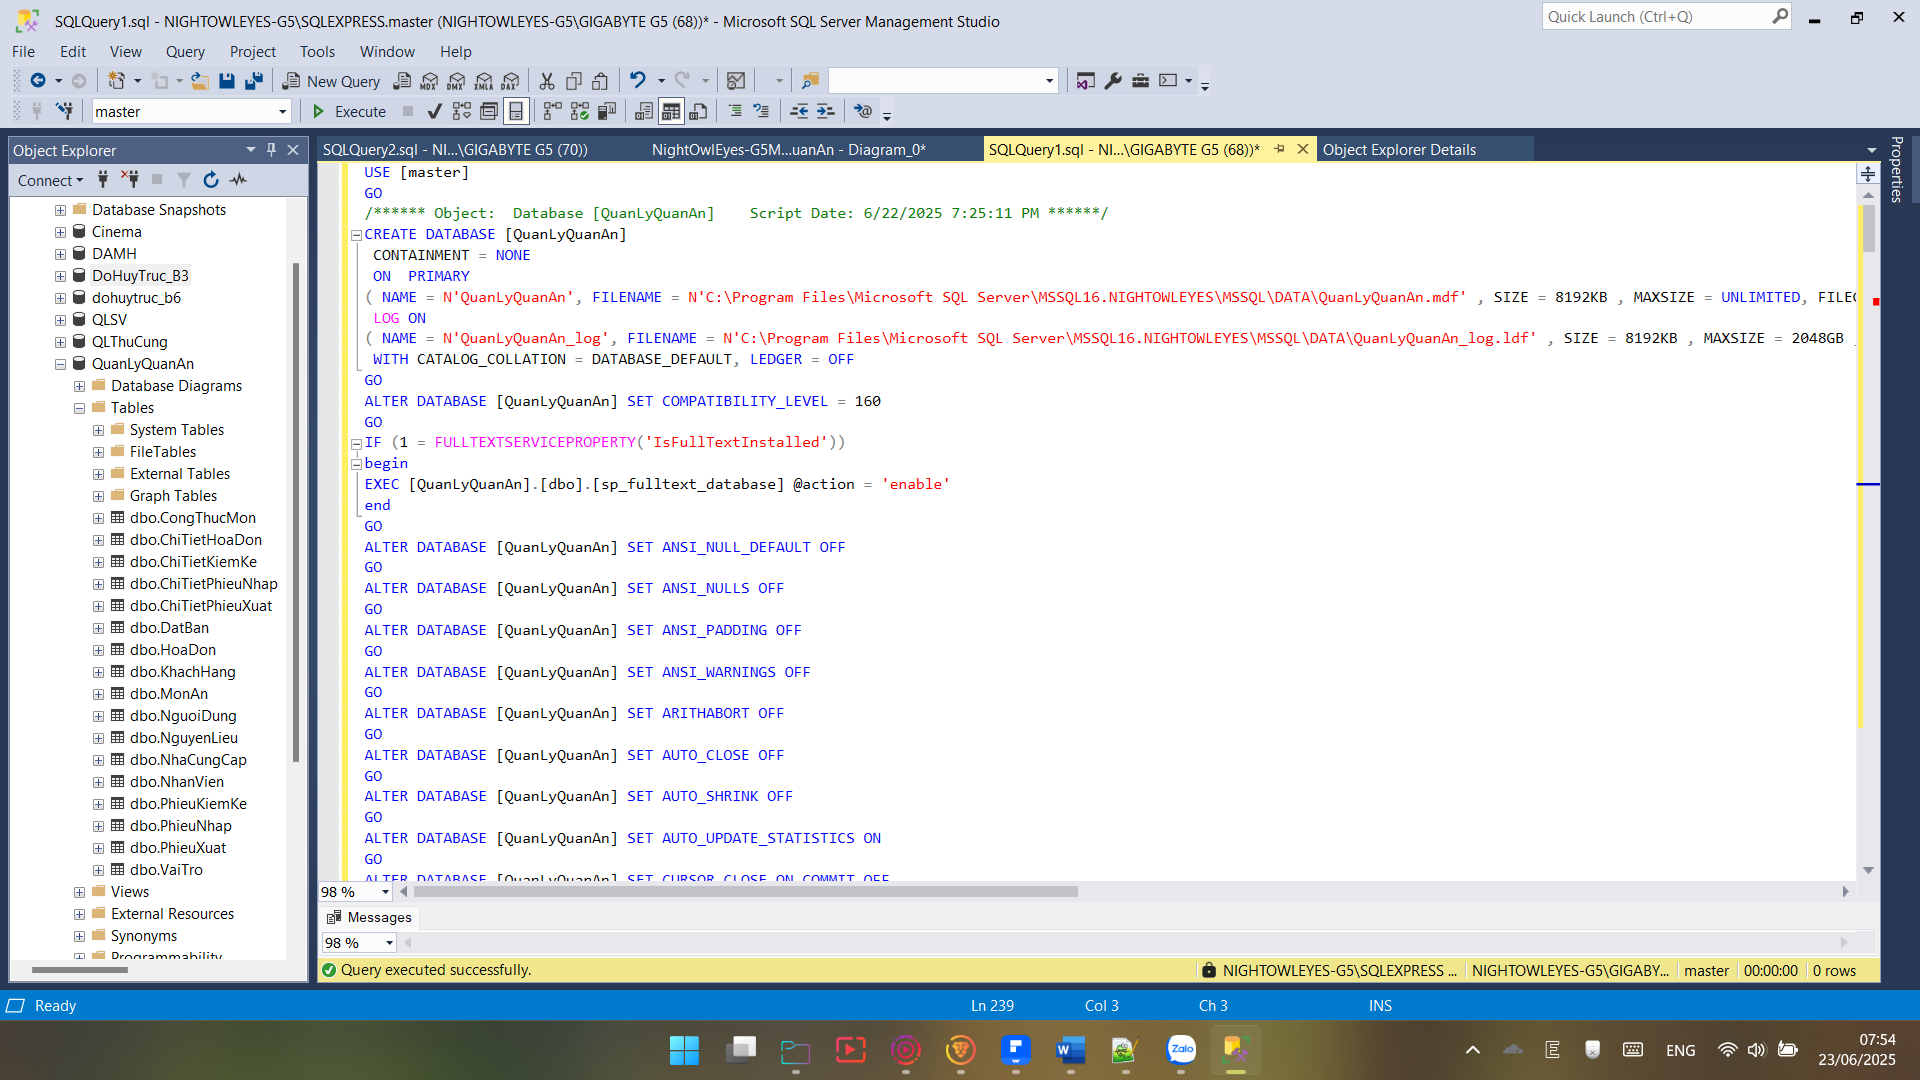 SQLQuery1.sql - NIGHTOWLEYES-G5\SQLEXPRESS.master (NIGHTOWLEYES-G5\GIGABYTE G5 (68))* - Microsoft SQL Server Management Studio
Quick Launch (Ctrl+Q)
File Edit View Query Project Tools Window Help
New Query MDX DMX XMLA DAX
master Execute
Object Explorer
Connect
Database Snapshots
Cinema
DAMH
DoHuyTruc_B3
dohuytruc_b6
QLSV
QLThuCung
QuanLyQuanAn
Database Diagrams
Tables
System Tables
FileTables
External Tables
Graph Tables
dbo.CongThucMon
dbo.ChiTietHoaDon
dbo.ChiTietKiemKe
dbo.ChiTietPhieuNhap
dbo.ChiTietPhieuXuat
dbo.DatBan
dbo.HoaDon
dbo.KhachHang
dbo.MonAn
dbo.NguoiDung
dbo.NguyenLieu
dbo.NhaCungCap
dbo.NhanVien
dbo.PhieuKiemKe
dbo.PhieuNhap
dbo.PhieuXuat
dbo.VaiTro
Views
External Resources
Synonyms
Programmability
SQLQuery2.sql - NI...\GIGABYTE G5 (70)) NightOwlEyes-G5M...uanAn - Diagram_0* SQLQuery1.sql - NI...\GIGABYTE G5 (68))* Object Explorer Details
Properties
USE [master]
GO
/****** Object:  Database [QuanLyQuanAn]    Script Date: 6/22/2025 7:25:11 PM ******/
CREATE DATABASE [QuanLyQuanAn]
CONTAINMENT = NONE
ON  PRIMARY
( NAME = N'QuanLyQuanAn', FILENAME = N'C:\Program Files\Microsoft SQL Server\MSSQL16.NIGHTOWLEYES\MSSQL\DATA\QuanLyQuanAn.mdf' , SIZE = 8192KB , MAXSIZE = UNLIMITED, FILEG
LOG ON
( NAME = N'QuanLyQuanAn_log', FILENAME = N'C:\Program Files\Microsoft SQL Server\MSSQL16.NIGHTOWLEYES\MSSQL\DATA\QuanLyQuanAn_log.ldf' , SIZE = 8192KB , MAXSIZE = 2048GB ,
WITH CATALOG_COLLATION = DATABASE_DEFAULT, LEDGER = OFF
GO
ALTER DATABASE [QuanLyQuanAn] SET COMPATIBILITY_LEVEL = 160
GO
IF (1 = FULLTEXTSERVICEPROPERTY('IsFullTextInstalled'))
begin
EXEC [QuanLyQuanAn].[dbo].[sp_fulltext_database] @action = 'enable'
end
GO
ALTER DATABASE [QuanLyQuanAn] SET ANSI_NULL_DEFAULT OFF
GO
ALTER DATABASE [QuanLyQuanAn] SET ANSI_NULLS OFF
GO
ALTER DATABASE [QuanLyQuanAn] SET ANSI_PADDING OFF
GO
ALTER DATABASE [QuanLyQuanAn] SET ANSI_WARNINGS OFF
GO
ALTER DATABASE [QuanLyQuanAn] SET ARITHABORT OFF
GO
ALTER DATABASE [QuanLyQuanAn] SET AUTO_CLOSE OFF
GO
ALTER DATABASE [QuanLyQuanAn] SET AUTO_SHRINK OFF
GO
ALTER DATABASE [QuanLyQuanAn] SET AUTO_UPDATE_STATISTICS ON
GO
ALTER DATABASE [QuanLyQuanAn] SET CURSOR_CLOSE_ON_COMMIT OFF
98 %
Messages
98 %
Query executed successfully. NIGHTOWLEYES-G5\SQLEXPRESS ... NIGHTOWLEYES-G5\GIGABY... master 00:00:00 0 rows
Ready Ln 239 Col 3 Ch 3 INS
Zalo
ENG
07:54
23/06/2025